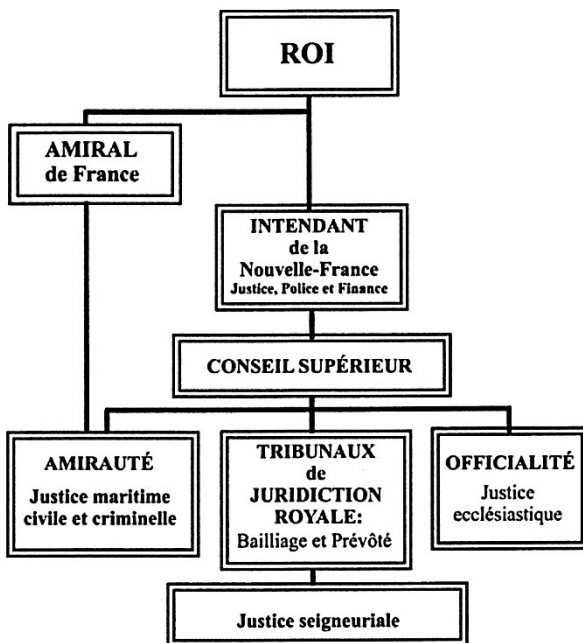 ROI
AMIRAL
de France
INTENDANT
de la
Nouvelle-France
Justice, Police et Finance
CONSEIL SUPÉRIEUR
AMIRAUTÉ
Justice maritime
civile et criminelle
TRIBUNAUX
de
JURIDICTION
ROYALE:
Bailliage et Prévôté
OFFICIALITÉ
Justice
ecclésiastique
Justice seigneuriale